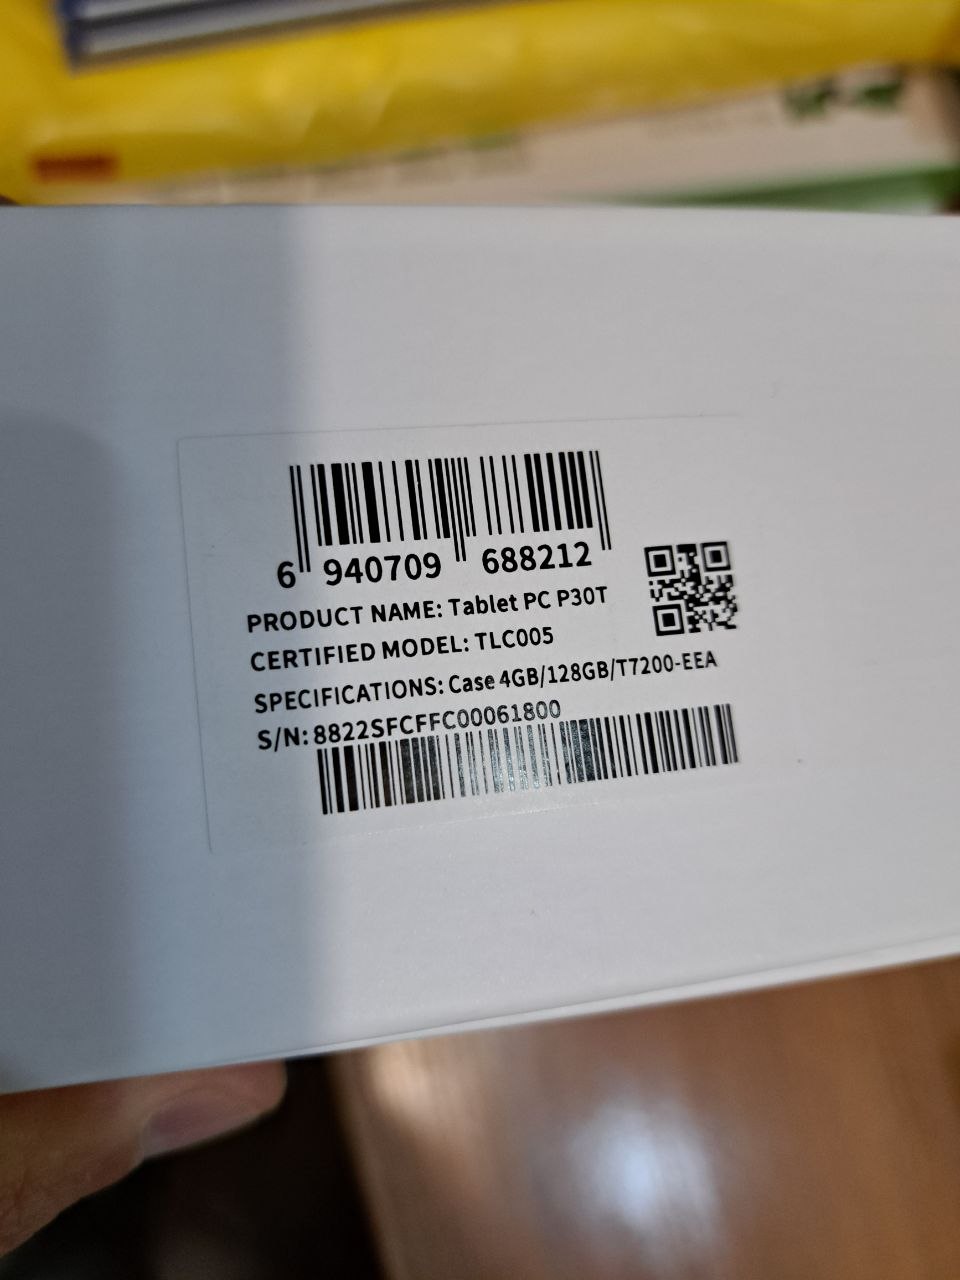 6 940709 688212
PRODUCT NAME: Tablet PC P30T
CERTIFIED MODEL: TLC005
SPECIFICATIONS: Case 4GB/128GB/T7200-EEA
S/N: 8822SFCFFC00061800